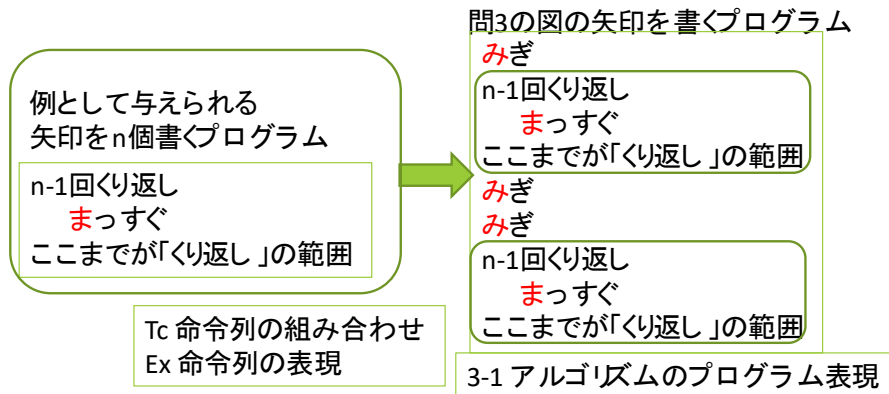 例として与えられる
矢印をn個書くプログラム
n-1回くり返し
まっすぐ
ここまでが「くり返し」の範囲
Tc 命令列の組み合わせ
Ex 命令列の表現
問3の図の矢印を書くプログラム
みぎ
n-1回くり返し
まっすぐ
ここまでが「くり返し」の範囲
みぎ
みぎ
n-1回くり返し
まっすぐ
ここまでが「くり返し」の範囲
3-1 アルゴリズムのプログラム表現